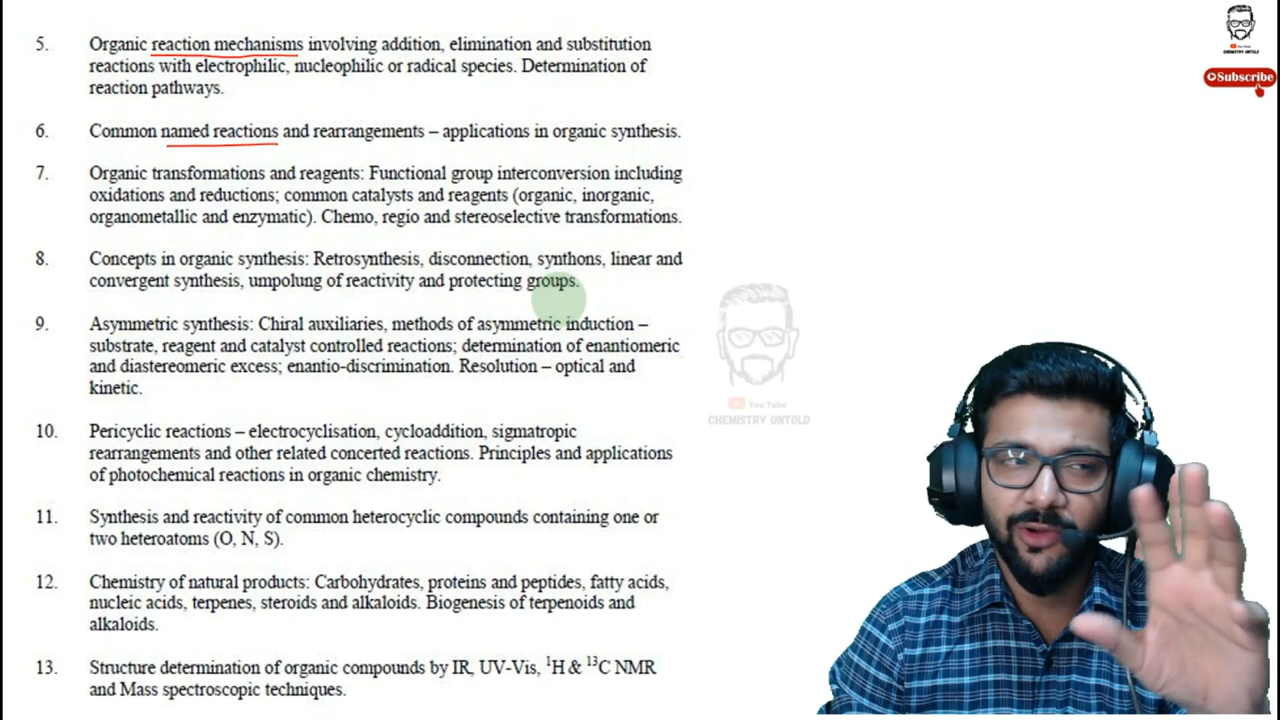 5. Organic reaction mechanisms involving addition, elimination and substitution
reactions with electrophilic, nucleophilic or radical species. Determination of
reaction pathways.
6. Common named reactions and rearrangements – applications in organic synthesis.
7. Organic transformations and reagents: Functional group interconversion including
oxidations and reductions; common catalysts and reagents (organic, inorganic,
organometallic and enzymatic). Chemo, regio and stereoselective transformations.
8. Concepts in organic synthesis: Retrosynthesis, disconnection, synthons, linear and
convergent synthesis, umpolung of reactivity and protecting groups.
9. Asymmetric synthesis: Chiral auxiliaries, methods of asymmetric induction –
substrate, reagent and catalyst controlled reactions; determination of enantiomeric
and diastereomeric excess; enantio-discrimination. Resolution – optical and
kinetic.
10. Pericyclic reactions – electrocyclisation, cycloaddition, sigmatropic
rearrangements and other related concerted reactions. Principles and applications
of photochemical reactions in organic chemistry.
11. Synthesis and reactivity of common heterocyclic compounds containing one or
two heteroatoms (O, N, S).
12. Chemistry of natural products: Carbohydrates, proteins and peptides, fatty acids,
nucleic acids, terpenes, steroids and alkaloids. Biogenesis of terpenoids and
alkaloids.
13. Structure determination of organic compounds by IR, UV-Vis, ¹H & ¹³C NMR
and Mass spectroscopic techniques.
You Tube
CHEMISTRY UNTOLD
CHEMISTRY UNTOLD
Subscribe